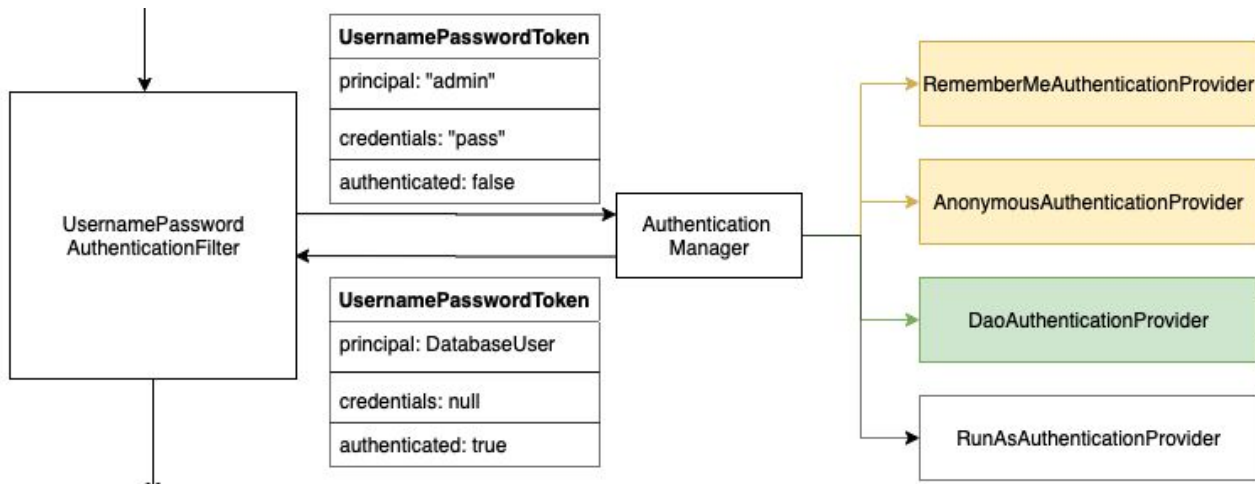 UsernamePassword
AuthenticationFilter
UsernamePasswordToken
principal: "admin"
credentials: "pass"
authenticated: false
UsernamePasswordToken
principal: DatabaseUser
credentials: null
authenticated: true
Authentication
Manager
RememberMeAuthenticationProvider
AnonymousAuthenticationProvider
DaoAuthenticationProvider
RunAsAuthenticationProvider